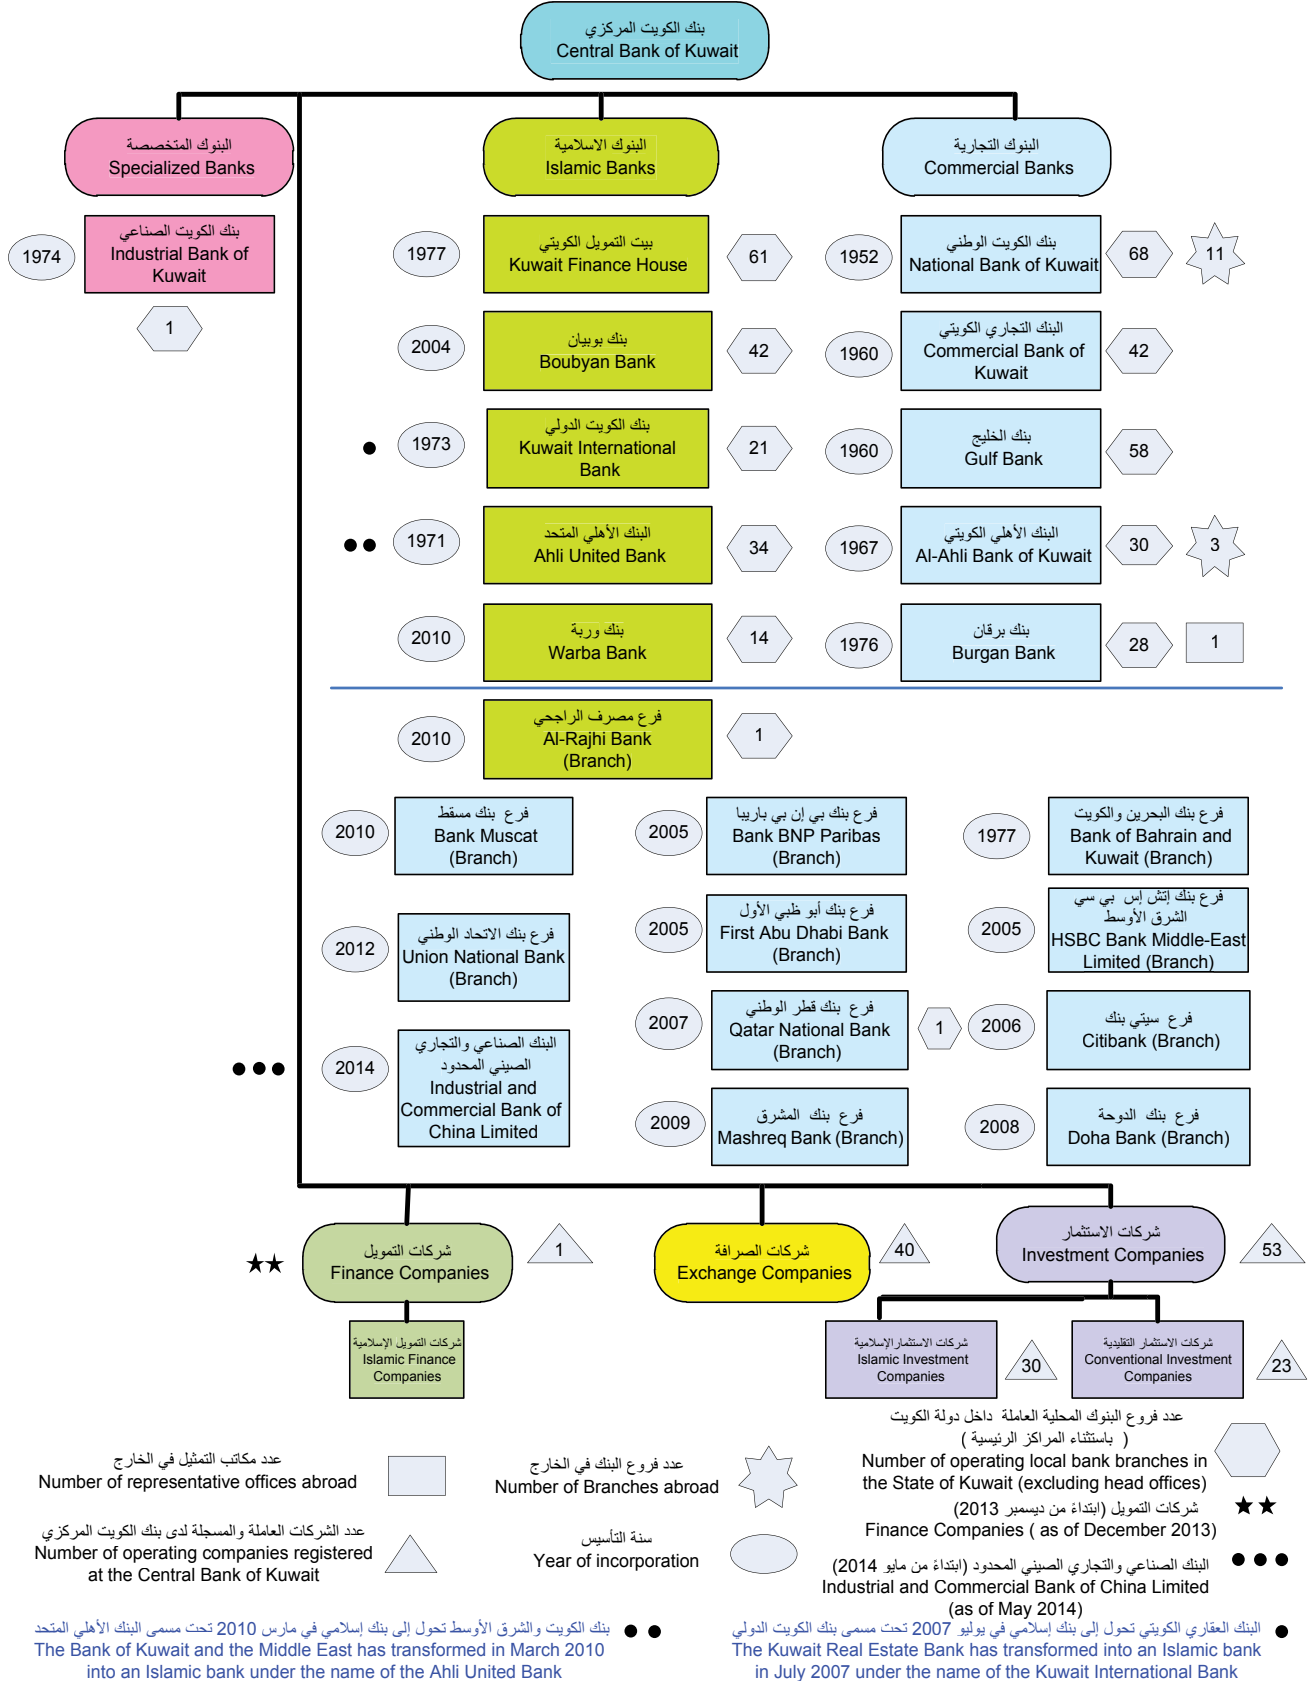 بنك الكويت المركزي
Central Bank of Kuwait
البنوك المتخصصة
Specialized Banks
البنوك الاسلامية
Islamic Banks
البنوك التجارية
Commercial Banks
1974
بنك الكويت الصناعي
Industrial Bank of
Kuwait
1
1977
بيت التمويل الكويتي
Kuwait Finance House
61
1952
بنك الكويت الوطني
National Bank of Kuwait
68
11
2004
بنك بوبيان
Boubyan Bank
42
1960
البنك التجاري الكويتي
Commercial Bank of
Kuwait
42
1973
بنك الكويت الدولي
Kuwait International
Bank
21
1960
بنك الخليج
Gulf Bank
58
1971
البنك الأهلي المتحد
Ahli United Bank
34
1967
البنك الأهلي الكويتي
Al-Ahli Bank of Kuwait
30
3
2010
بنك وربة
Warba Bank
14
1976
بنك برقان
Burgan Bank
28
1
2010
فرع مصرف الراجحي
Al-Rajhi Bank
(Branch)
1
2010
فرع بنك مسقط
Bank Muscat
(Branch)
2005
فرع بنك بي إن بي باريبا
Bank BNP Paribas
(Branch)
1977
فرع بنك البحرين والكويت
Bank of Bahrain and
Kuwait (Branch)
2012
فرع بنك الاتحاد الوطني
Union National Bank
(Branch)
2005
فرع بنك أبو ظبي الأول
First Abu Dhabi Bank
(Branch)
2005
فرع بنك إتش إس بي سي
الشرق الأوسط
HSBC Bank Middle-East
Limited (Branch)
2007
فرع بنك قطر الوطني
Qatar National Bank
(Branch)
1
2006
فرع سيتي بنك
Citibank (Branch)
2014
البنك الصناعي والتجاري
الصيني المحدود
Industrial and
Commercial Bank of
China Limited
2009
فرع بنك المشرق
Mashreq Bank (Branch)
2008
فرع بنك الدوحة
Doha Bank (Branch)
شركات التمويل
Finance Companies
1
شركات الصرافة
Exchange Companies
40
شركات الاستثمار
Investment Companies
53
شركات التمويل الإسلامية
Islamic Finance
Companies
شركات الاستثمارالإسلامية
Islamic Investment
Companies
30
شركات الاستثمار التقليدية
Conventional Investment
Companies
23
عدد فروع البنوك المحلية العاملة داخل دولة الكويت
( باستثناء المراكز الرئيسية )
Number of operating local bank branches in
the State of Kuwait (excluding head offices)
عدد فروع البنك في الخارج
Number of Branches abroad
عدد مكاتب التمثيل في الخارج
Number of representative offices abroad
شركات التمويل (ابتداءً من ديسمبر 2013)
Finance Companies ( as of December 2013)
سنة التأسيس
Year of incorporation
عدد الشركات العاملة والمسجلة لدى بنك الكويت المركزي
Number of operating companies registered
at the Central Bank of Kuwait
البنك الصناعي والتجاري الصيني المحدود (ابتداءً من مايو 2014)
Industrial and Commercial Bank of China Limited
(as of May 2014)
البنك العقاري الكويتي تحول إلى بنك إسلامي في يوليو 2007 تحت مسمى بنك الكويت الدولي
The Kuwait Real Estate Bank has transformed into an Islamic bank
in July 2007 under the name of the Kuwait International Bank
بنك الكويت والشرق الأوسط تحول إلى بنك إسلامي في مارس 2010 تحت مسمى البنك الأهلي المتحد
The Bank of Kuwait and the Middle East has transformed in March 2010
into an Islamic bank under the name of the Ahli United Bank